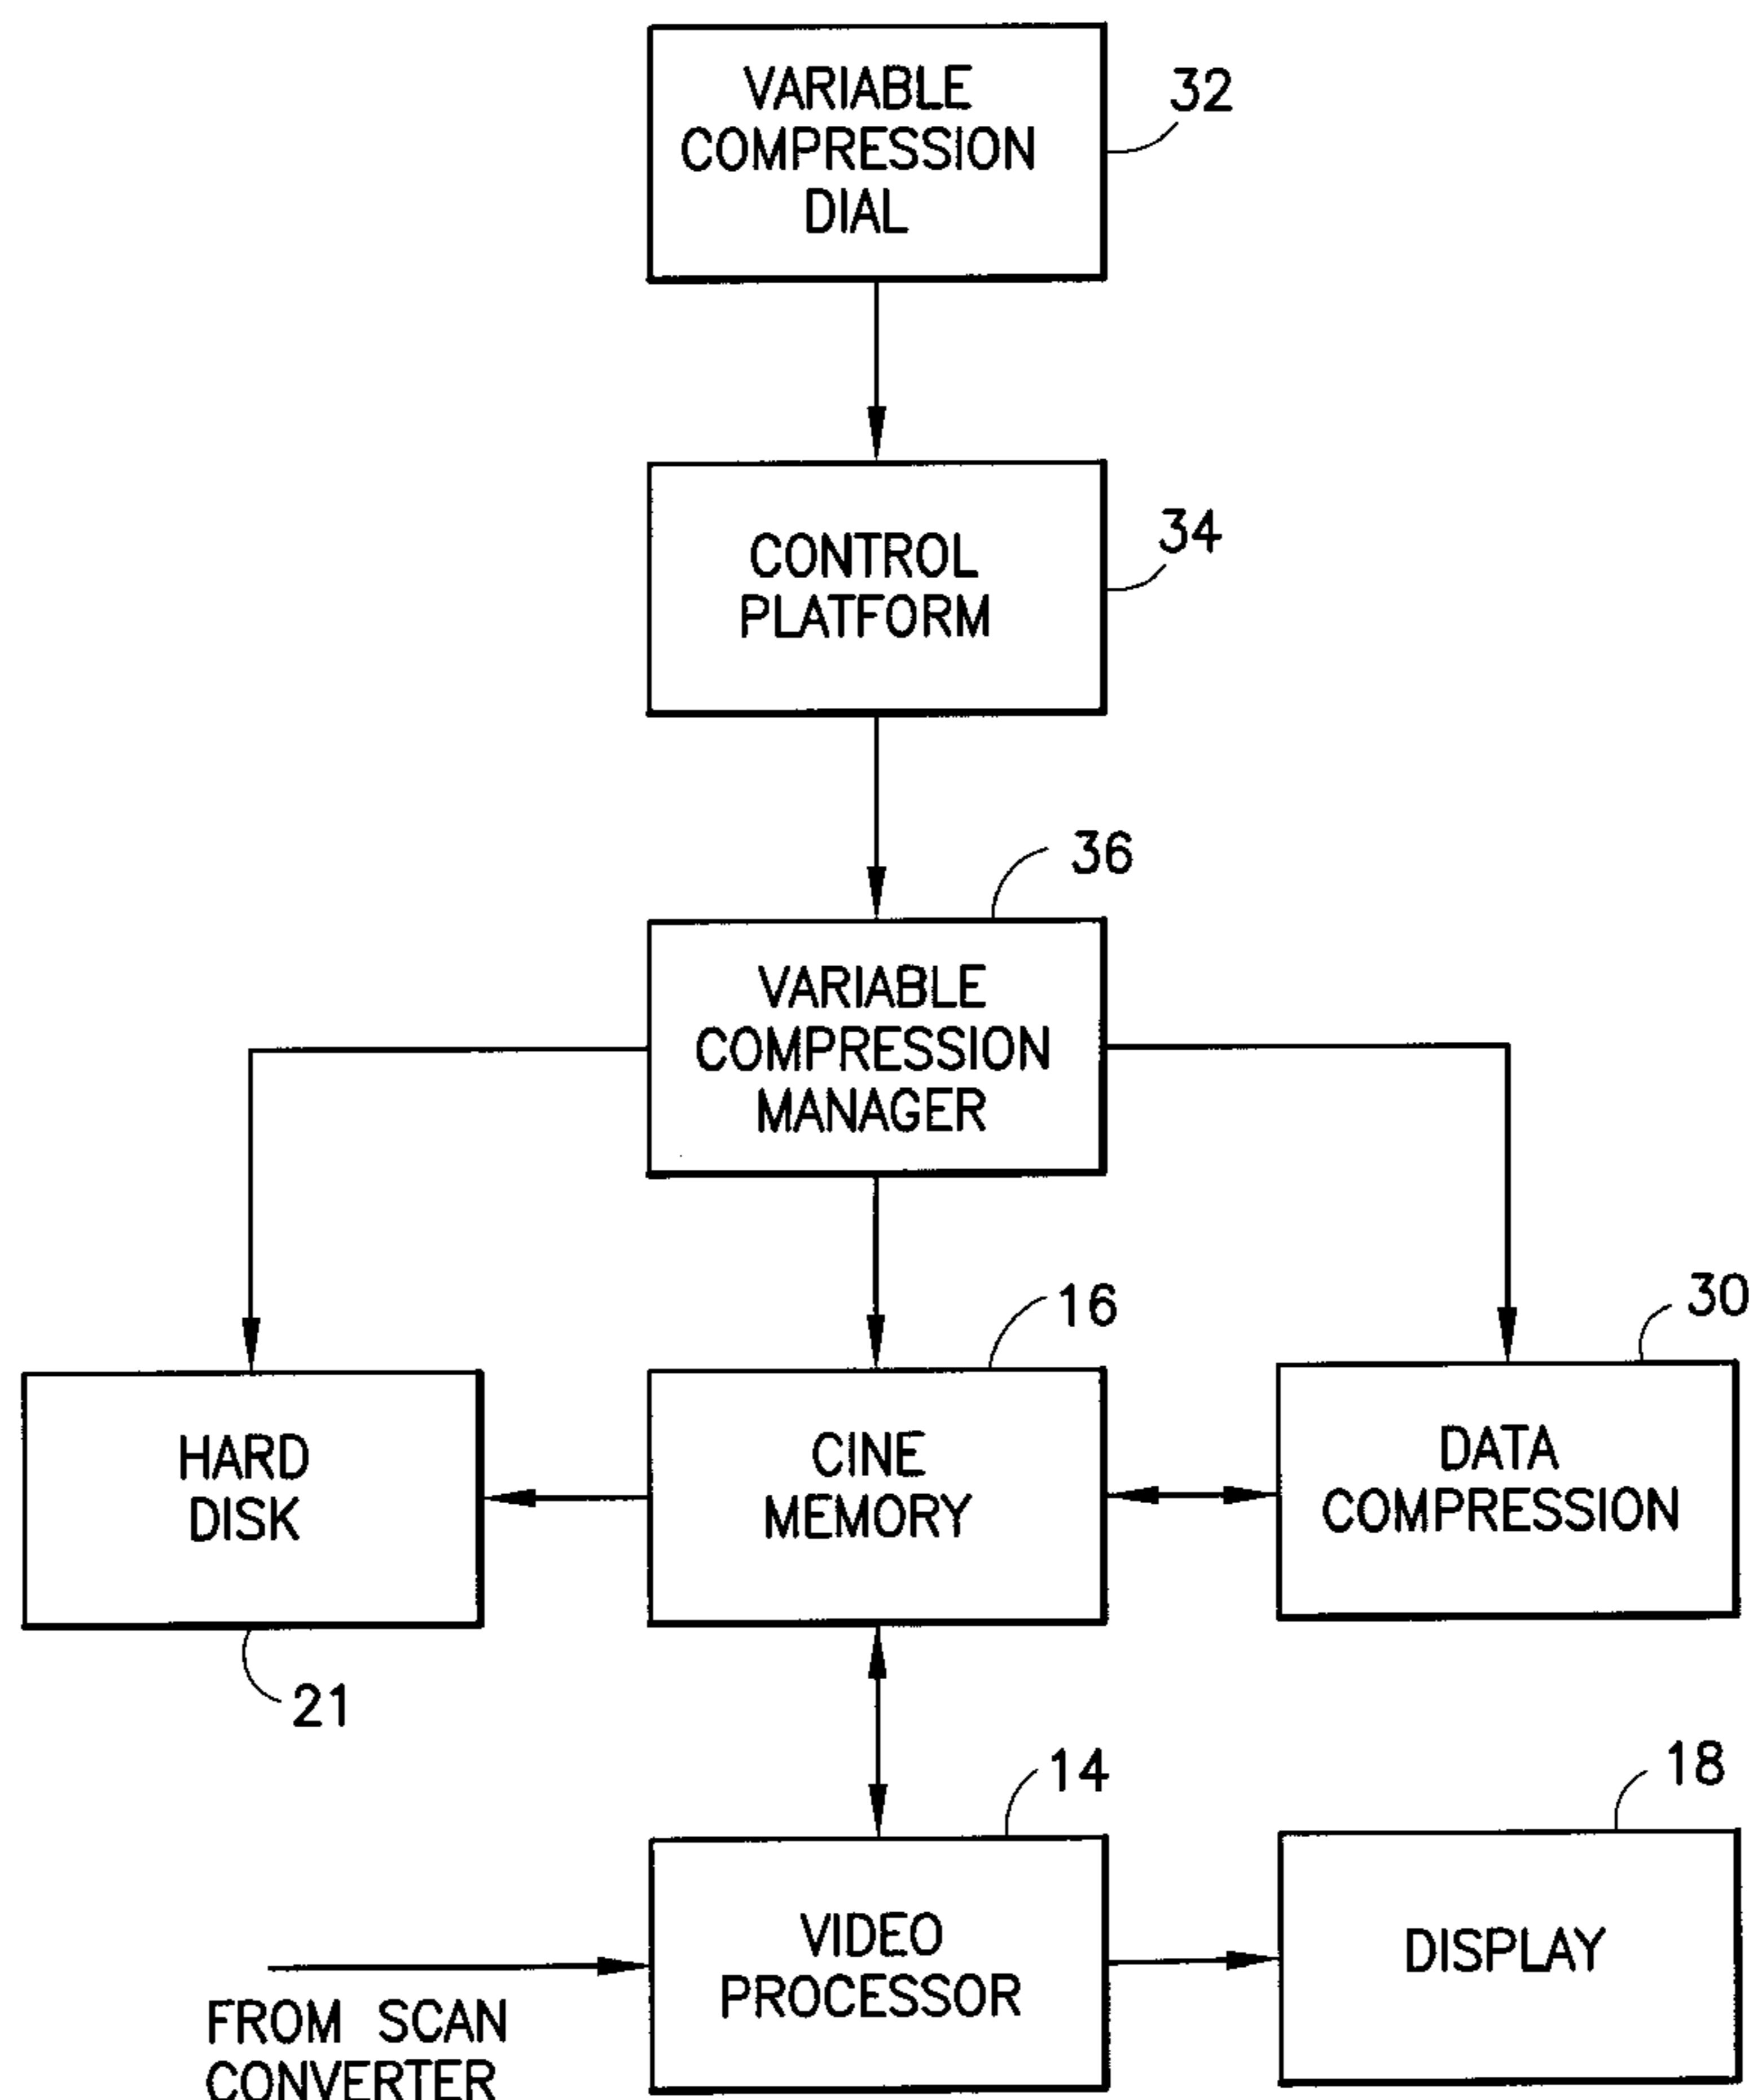 VARIABLE
COMPRESSION
DIAL
32
CONTROL
PLATFORM
34
36
VARIABLE
COMPRESSION
MANAGER
16
30
HARD
DISK
CINE
MEMORY
DATA
COMPRESSION
21
14
18
VIDEO
PROCESSOR
DISPLAY
FROM SCAN
CONVERTER